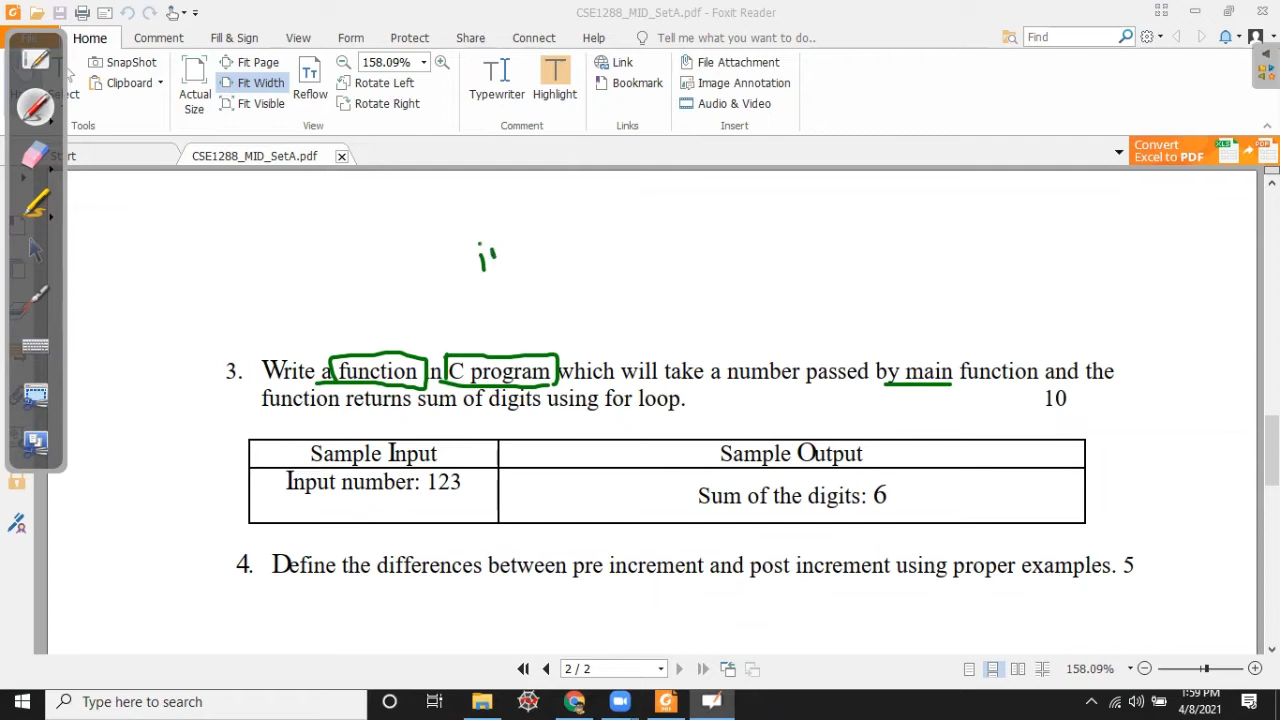 CSE1288_MID_SetA.pdf - Foxit Reader
File Home Comment Fill & Sign View Form Protect Share Connect Help Tell me what you want to do.. Find
SnapShot
Clipboard
Select
Tools
Actual Size
Fit Page
Fit Width
Fit Visible
Reflow
Rotate Left
Rotate Right
View
Typewriter
Highlight
Comment
Link
Bookmark
Links
File Attachment
Image Annotation
Audio & Video
Insert
Start
CSE1288_MID_SetA.pdf
Convert
Excel to PDF
3. Write a function in C program which will take a number passed by main function and the
function returns sum of digits using for loop. 10
Sample Input Sample Output
Input number: 123
Sum of the digits: 6
4. Define the differences between pre increment and post increment using proper examples. 5
2 / 2
158.09%
Type here to search
1:59 PM
4/8/2021